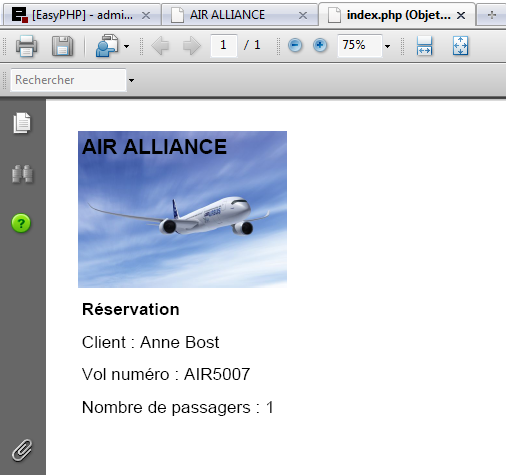 [EasyPHP] - admi...
AIR ALLIANCE
index.php (Objet...
1 / 1
75%
Rechercher
AIR ALLIANCE
Réservation
Client : Anne Bost
Vol numéro : AIR5007
Nombre de passagers : 1